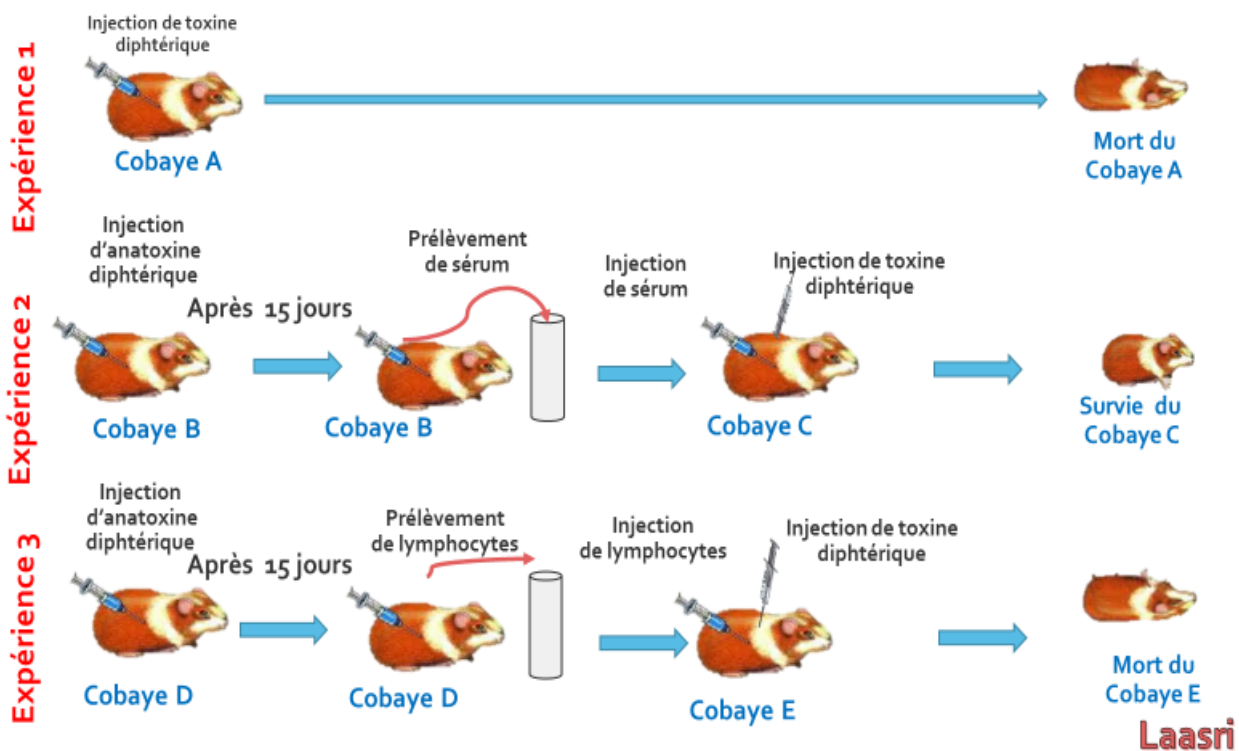 Expérience 1
Injection de toxine
diphtérique
Cobaye A
Mort du
Cobaye A
Expérience 2
Injection
d'anatoxine
diphtérique
Après 15 jours
Prélèvement
de sérum
Injection
de sérum
Injection de toxine
diphtérique
Cobaye B
Cobaye B
Cobaye C
Survie du
Cobaye C
Expérience 3
Injection
d'anatoxine
diphtérique
Après 15 jours
Prélèvement
de lymphocytes
Injection
de lymphocytes
Injection de toxine
diphtérique
Cobaye D
Cobaye D
Cobaye E
Mort du
Cobaye E
Laasri